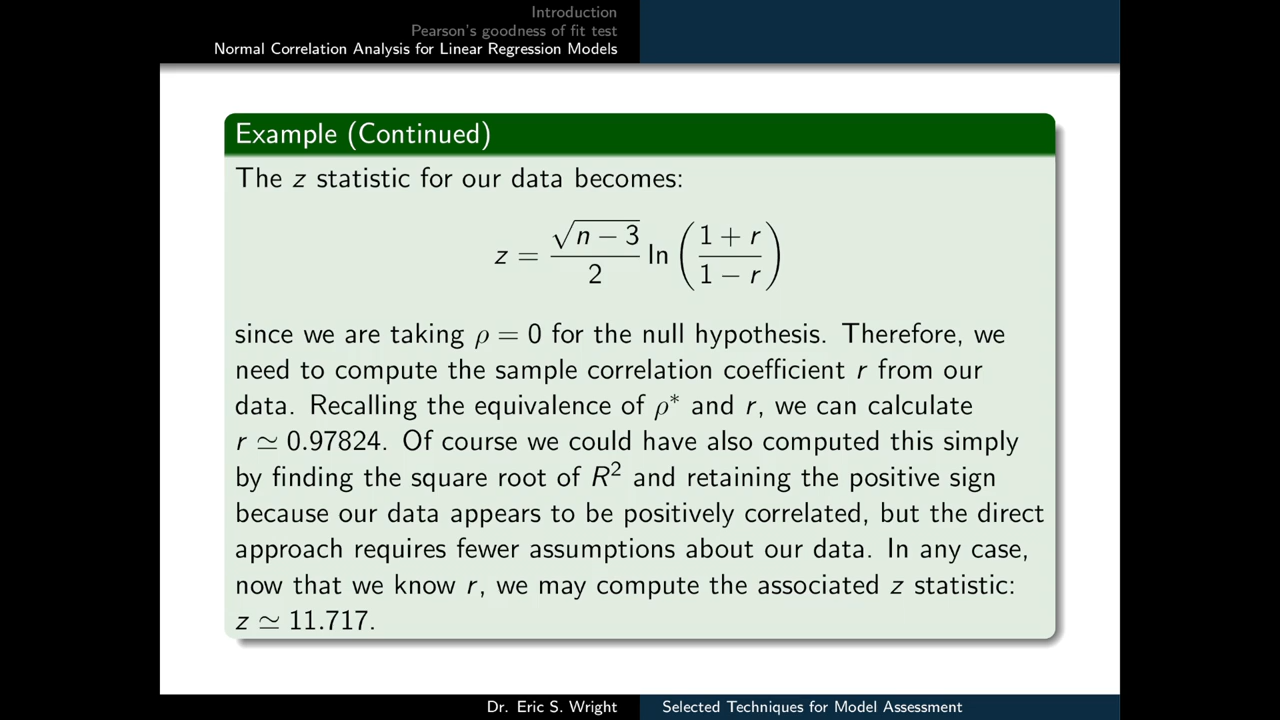 Introduction
Pearson's goodness of fit test
Normal Correlation Analysis for Linear Regression Models
Example (Continued)
The z statistic for our data becomes:
z = \frac{\sqrt{n − 3}}{2} ln \left(\frac{1 + r}{1 − r}\right)
since we are taking ρ = 0 for the null hypothesis. Therefore, we
need to compute the sample correlation coefficient r from our
data. Recalling the equivalence of ρ* and r, we can calculate
r ≃ 0.97824. Of course we could have also computed this simply
by finding the square root of R² and retaining the positive sign
because our data appears to be positively correlated, but the direct
approach requires fewer assumptions about our data. In any case,
now that we know r, we may compute the associated z statistic:
z ≃ 11.717.
Dr. Eric S. Wright
Selected Techniques for Model Assessment